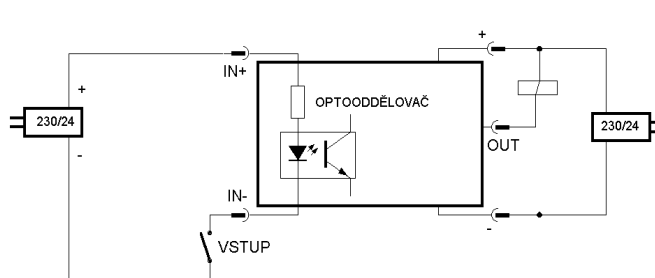 +
IN+
+
OPTOODDĚLOVAČ
230/24
230/24
OUT
-
IN-
-
VSTUP